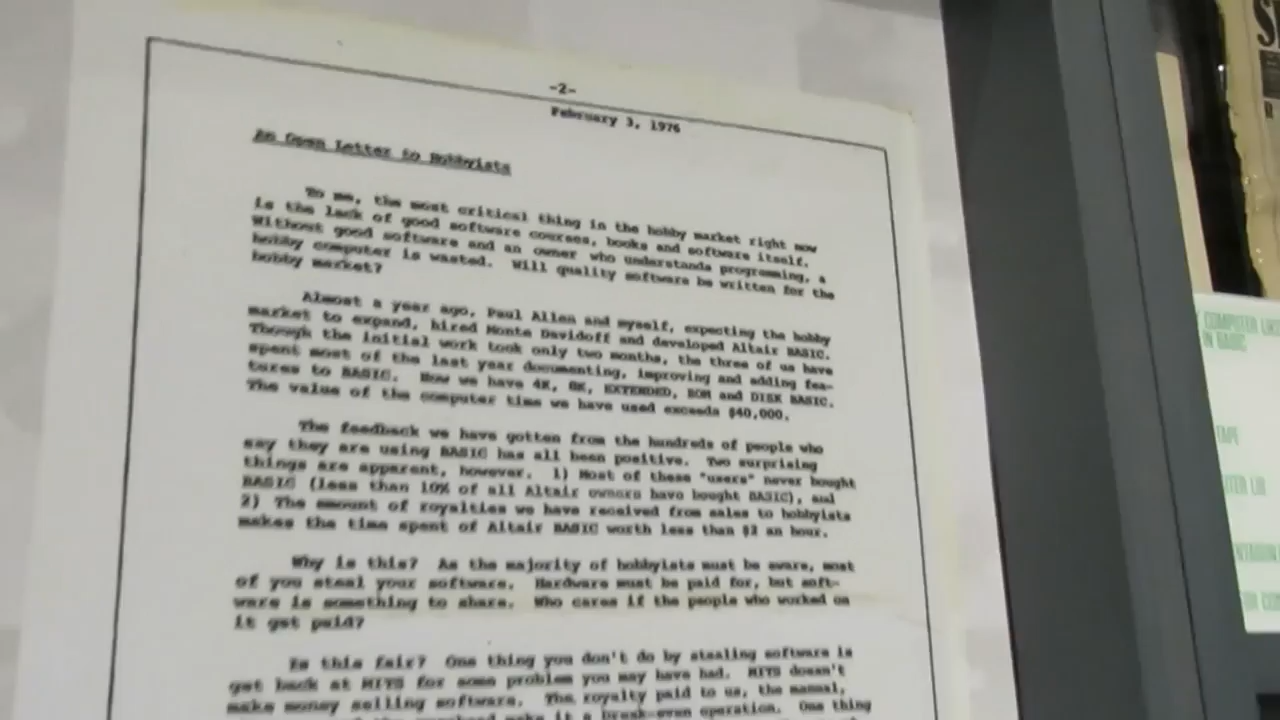 -2-
February 3, 1976
An Open Letter to Hobbyists
To me, the most critical thing in the hobby market right now
is the lack of good software courses, books and software itself.
Without good software and an owner who understands programming, a
hobby computer is wasted. Will quality software be written for the
hobby market?
Almost a year ago, Paul Allen and myself, expecting the hobby
market to expand, hired Monte Davidoff and developed Altair BASIC.
Though the initial work took only two months, the three of us have
spent most of the last year documenting, improving and adding fea-
tures to BASIC. Now we have 4K, 8K, EXTENDED, ROM and DISK BASIC.
The value of the computer time we have used exceeds $40,000.
The feedback we have gotten from the hundreds of people who
say they are using BASIC has all been positive. Two surprising
things are apparent, however. 1) Most of these "users" never bought
BASIC (less than 10% of all Altair owners have bought BASIC), and
2) The amount of royalties we have received from sales to hobbyists
makes the time spent of Altair BASIC worth less than $2 an hour.
Why is this? As the majority of hobbyists must be aware, most
of you steal your software. Hardware must be paid for, but soft-
ware is something to share. Who cares if the people who worked on
it get paid?
Is this fair? One thing you don't do by stealing software is
get back at MITS for some problem you may have had. MITS doesn't
make money selling software. The royalty paid to us, the manual,
make it a break-even operation. One thing
COMPUTER
IN BASIC
TAPE